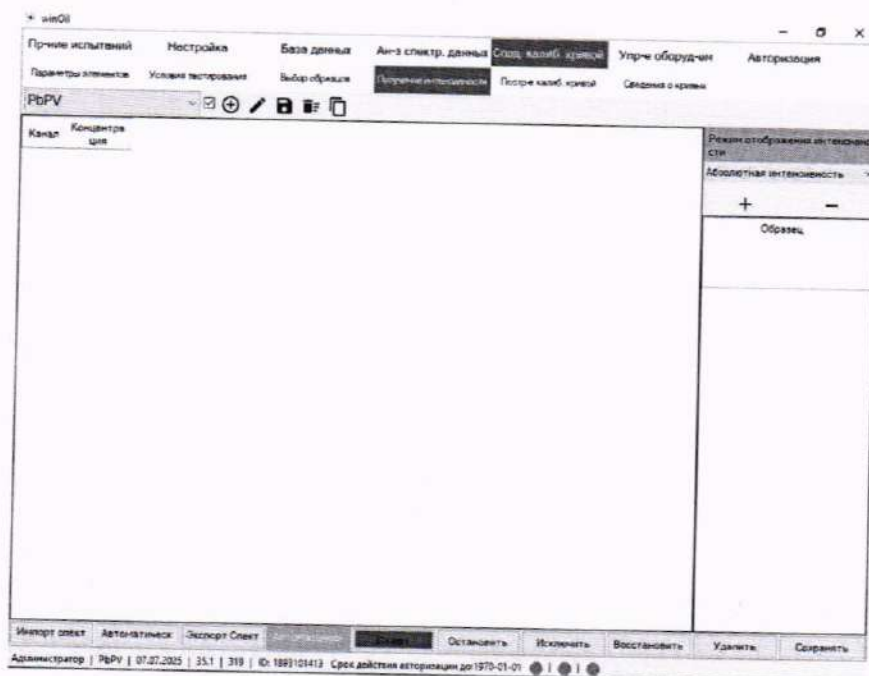 winOil
Пр-ние испытаний Настройка База данных Ан-з спектр. данных Созд. калиб. кривой Упр-е оборуд-ем Авторизация
Параметры элементов Условия тестирования Выбор образцов Получение интенсивности Постр-е калиб. кривой Сведения о кривых
PbPV
Канал Концентра
ция
Режим отображения интенсивно
сти
Абсолютная интенсивность
+ −
Образец
Импорт спект Автоматическ Экспорт Спект Остановить Исключить Восстановить Удалить Сохранить
Администратор | PbPV | 07.07.2025 | 35.1 | 319 | ID: 1893101413 Срок действия авторизации до 1970-01-01